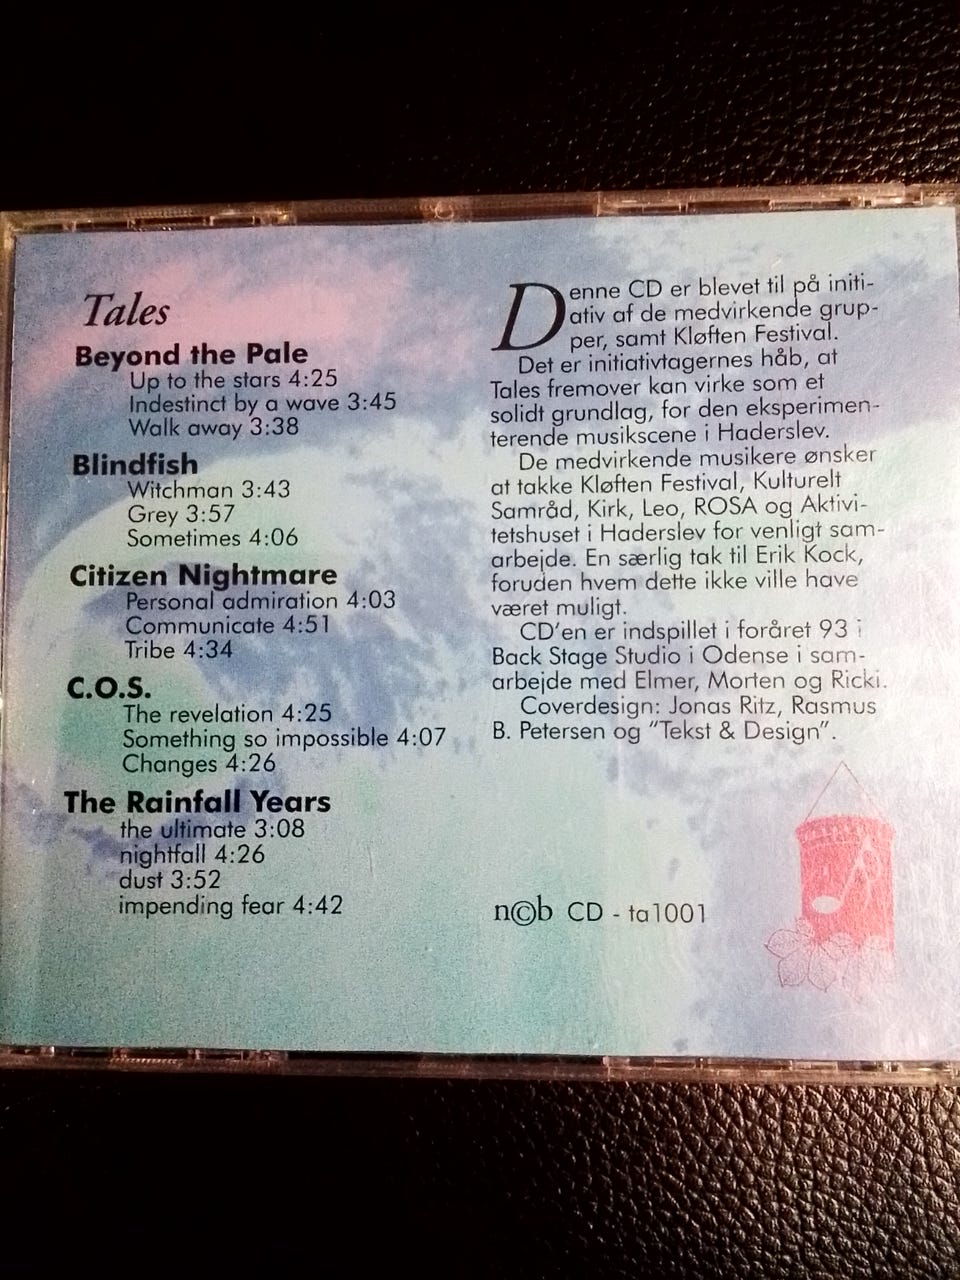 Tales
Beyond the Pale
Up to the stars 4:25
Indestinct by a wave 3:45
Walk away 3:38
Blindfish
Witchman 3:43
Grey 3:57
Sometimes 4:06
Citizen Nightmare
Personal admiration 4:03
Communicate 4:51
Tribe 4:34
C.O.S.
The revelation 4:25
Something so impossible 4:07
Changes 4:26
The Rainfall Years
the ultimate 3:08
nightfall 4:26
dust 3:52
impending fear 4:42
Denne CD er blevet til på initi-
ativ af de medvirkende grup-
per, samt Kløften Festival.
Det er initiativtagernes håb, at
Tales fremover kan virke som et
solidt grundlag, for den eksperimen-
terende musikscene i Haderslev.
De medvirkende musikere ønsker
at takke Kløften Festival, Kulturelt
Samråd, Kirk, Leo, ROSA og Aktivi-
tetshuset i Haderslev for venligt sam-
arbejde. En særlig tak til Erik Kock,
foruden hvem dette ikke ville have
været muligt.
CD'en er indspillet i foråret 93 i
Back Stage Studio i Odense i sam-
arbejde med Elmer, Morten og Ricki.
Coverdesign: Jonas Ritz, Rasmus
B. Petersen og "Tekst & Design".
n©b CD - ta1001